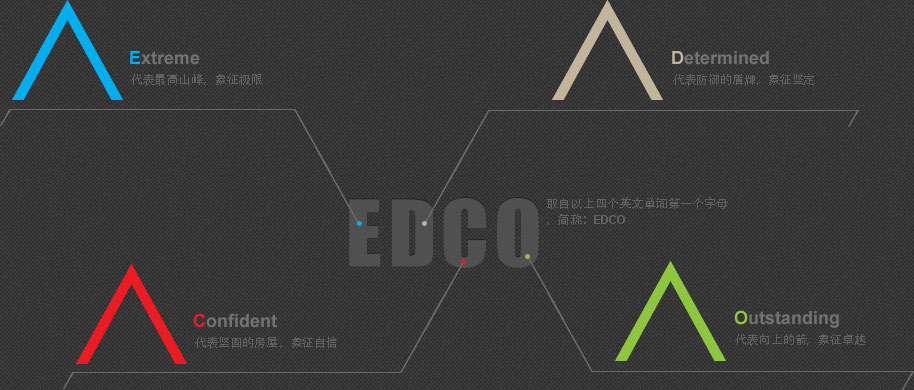 Extreme
代表最高山峰，象征极限
Determined
代表防御的盾牌，象征坚定
EDCO
取自以上四个英文单词第一个字母
，简称：EDCO
Confident
代表坚固的房屋，象征自信
Outstanding
代表向上的箭，象征卓越